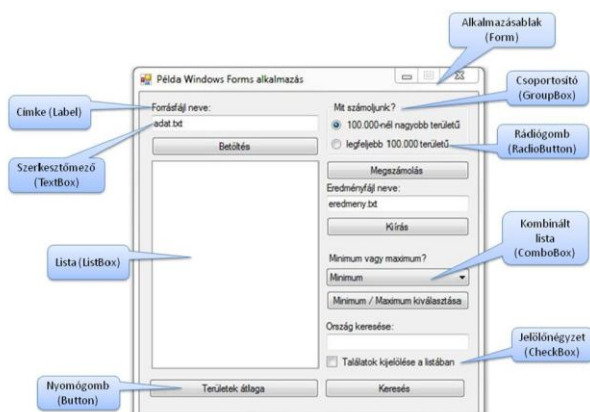 Alkalmazásablak
(Form)
Példa Windows Forms alkalmazás
Csoportosító
(GroupBox)
Címke (Label)
Forrásfájl neve:
Mit számoljunk?
adat.txt
100.000-nél nagyobb területű
Betöltés
legfeljebb 100.000 területű
Rádiógomb
(RadioButton)
Szerkesztőmező
(TextBox)
Megszámolás
Eredményfájl neve:
eredmeny.txt
Kiírás
Kombinált
lista
(ComboBox)
Lista (ListBox)
Minimum vagy maximum?
Minimum
Minimum / Maximum kiválasztása
Ország keresése:
Jelölőnégyzet
(CheckBox)
Találatok kijelölése a listában
Nyomógomb
(Button)
Területek átlaga
Keresés